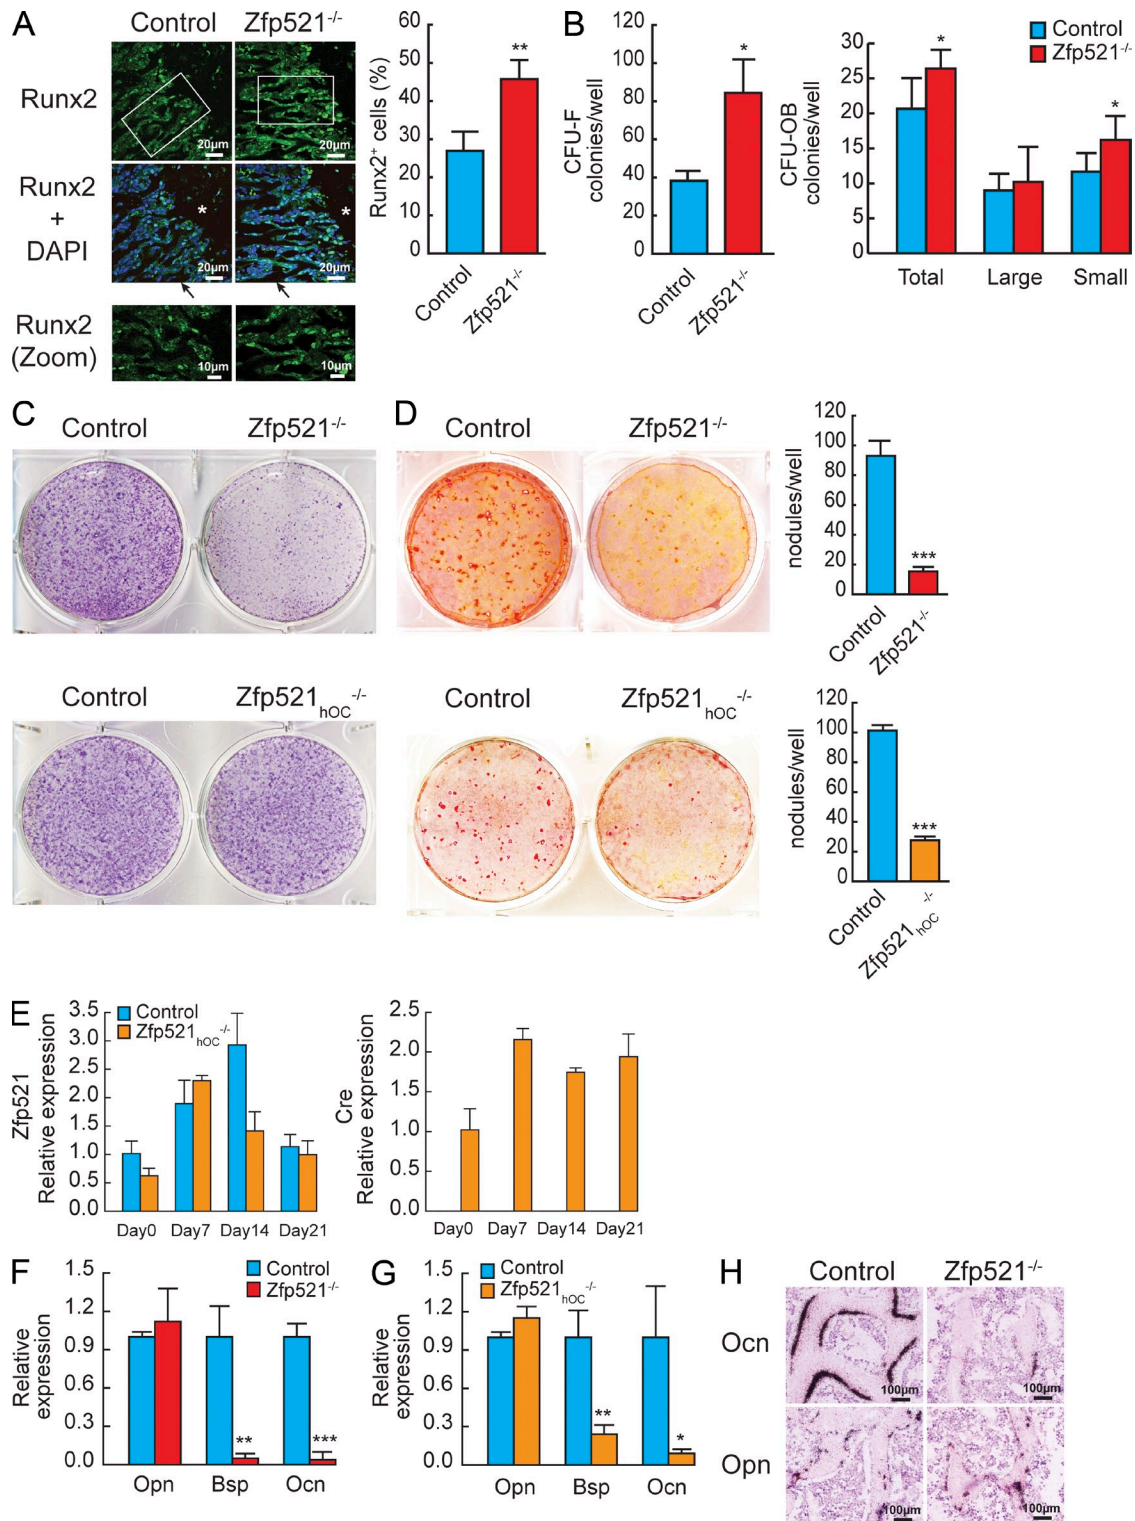 A
Control
Zfp521-/-
Runx2
20µm
20µm
Runx2
+
DAPI
*
*
20µm
20µm
Runx2
(Zoom)
10µm
10µm
Runx2+ cells (%)
60
50
40
30
20
10
0
**
Control
Zfp521-/-
B
CFU-F
colonies/well
120
100
80
60
40
20
0
*
Control
Zfp521-/-
CFU-OB
colonies/well
30
25
20
15
10
5
0
*
*
Total
Large
Small
Control
Zfp521-/-
C
Control
Zfp521-/-
Control
Zfp521hOC-/-
D
Control
Zfp521-/-
nodules/well
120
100
80
60
40
20
0
***
Control
Zfp521-/-
Control
Zfp521hOC-/-
nodules/well
120
100
80
60
40
20
0
***
Control
Zfp521hOC-/-
E
Zfp521
Relative expression
3.5
3.0
2.5
2.0
1.5
1.0
0.5
0.0
Control
Zfp521hOC-/-
Day0
Day7
Day14
Day21
Cre
Relative expression
2.5
2.0
1.5
1.0
0.5
0.0
Day0
Day7
Day14
Day21
F
Relative
expression
1.5
1.2
0.9
0.6
0.3
0.0
Control
Zfp521-/-
**
***
Opn
Bsp
Ocn
G
Relative
expression
1.5
1.2
0.9
0.6
0.3
0.0
Control
Zfp521hOC-/-
**
*
Opn
Bsp
Ocn
H
Control
Zfp521-/-
Ocn
100µm
100µm
Opn
100µm
100µm